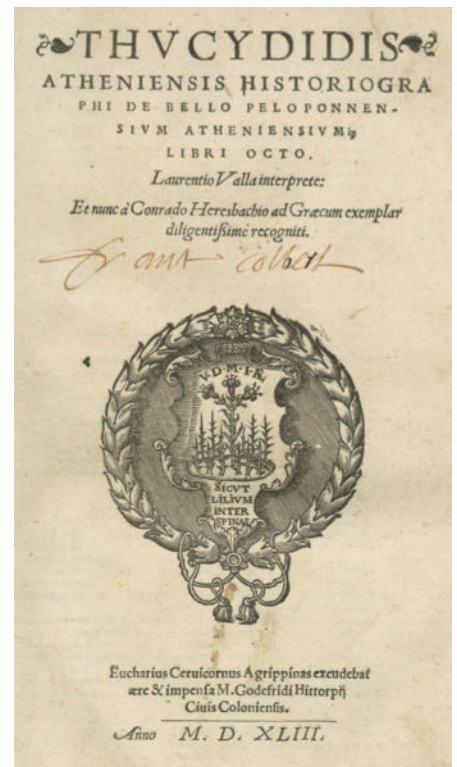 THVCYDIDIS
ATHENIENSIS HISTORIOGRA
PHI DE BELLO PELOPONNEN-
SIVM ATHENIENSIVMq́ꝫ
LIBRI OCTO.
Laurentio Valla interprete:
Et nunc à Conrado Heresbachio ad Græcum exemplar
diligentißimè recogniti.
colbert
V·D·M·I·Æ
SICVT
LILIVM
INTER
SPINAS
Eucharius Ceruicornus Agrippinas excudebat
ære & impensa M. Godefridi Hittorpij
Ciuis Coloniensis.
Anno M. D. XLIII.